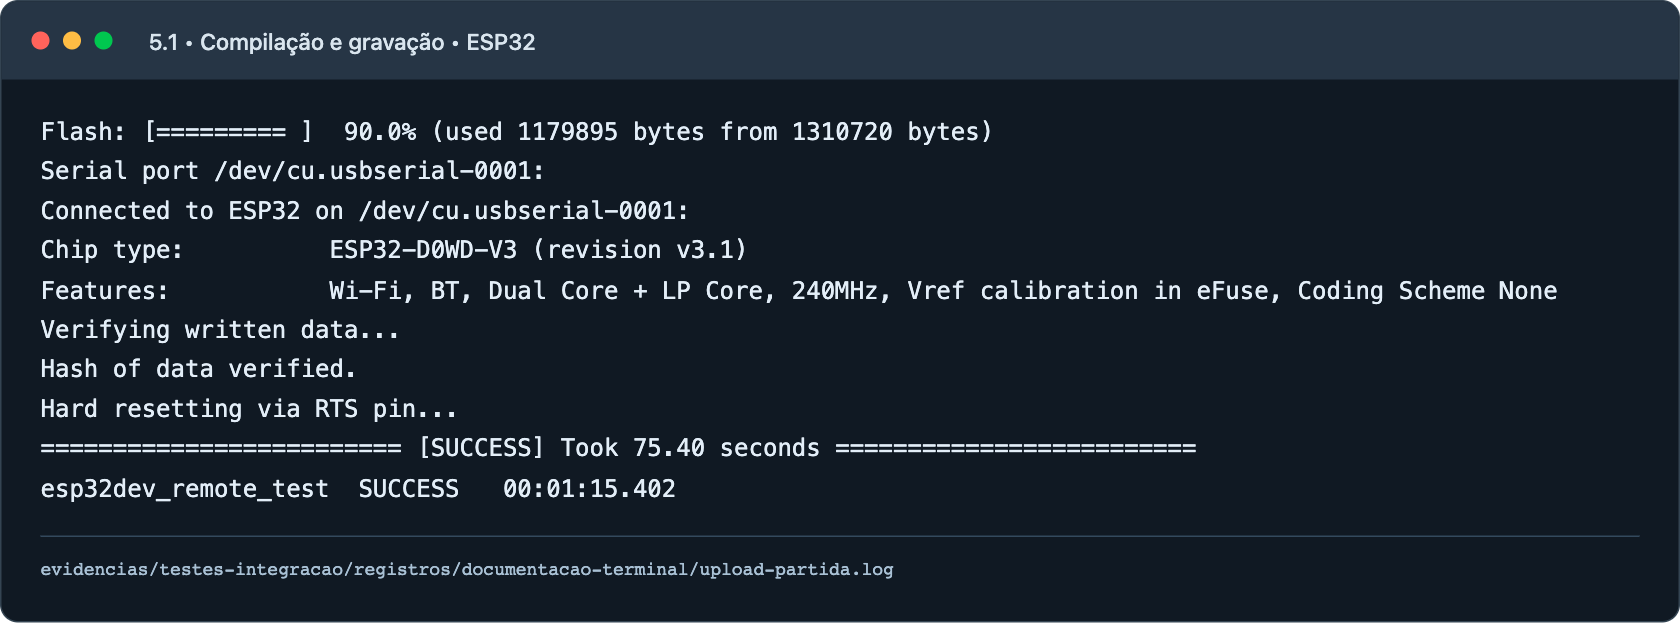 5.1 • Compilação e gravação • ESP32
Flash: [========= ]  90.0% (used 1179895 bytes from 1310720 bytes)
Serial port /dev/cu.usbserial-0001:
Connected to ESP32 on /dev/cu.usbserial-0001:
Chip type:          ESP32-D0WD-V3 (revision v3.1)
Features:           Wi-Fi, BT, Dual Core + LP Core, 240MHz, Vref calibration in eFuse, Coding Scheme None
Verifying written data...
Hash of data verified.
Hard resetting via RTS pin...
========================= [SUCCESS] Took 75.40 seconds =========================
esp32dev_remote_test  SUCCESS   00:01:15.402
evidencias/testes-integracao/registros/documentacao-terminal/upload-partida.log